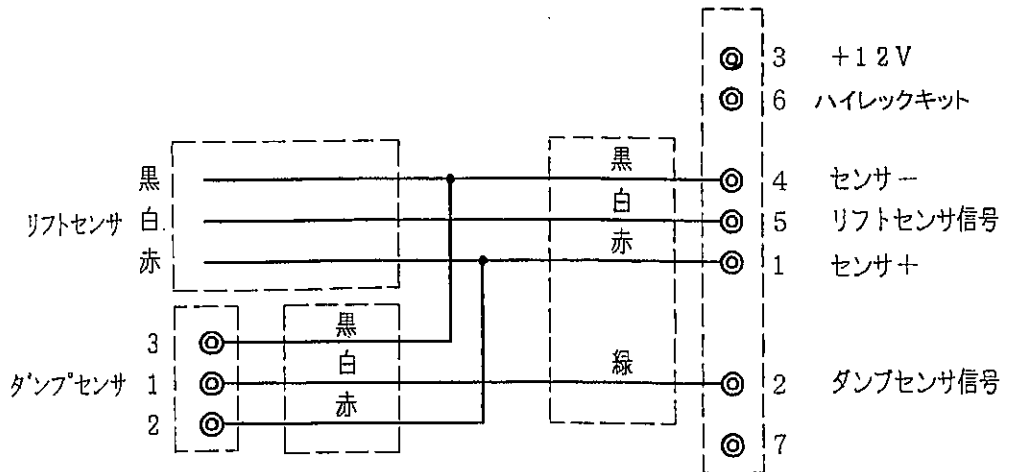 3 +12V
6 ハイレックキット
黒 黒 4 センサー
リフトセンサ 白 白 5 リフトセンサ信号
赤 赤 1 センサ+
3 黒
ダンプセンサ 1 白 緑 2 ダンプセンサ信号
2 赤
7